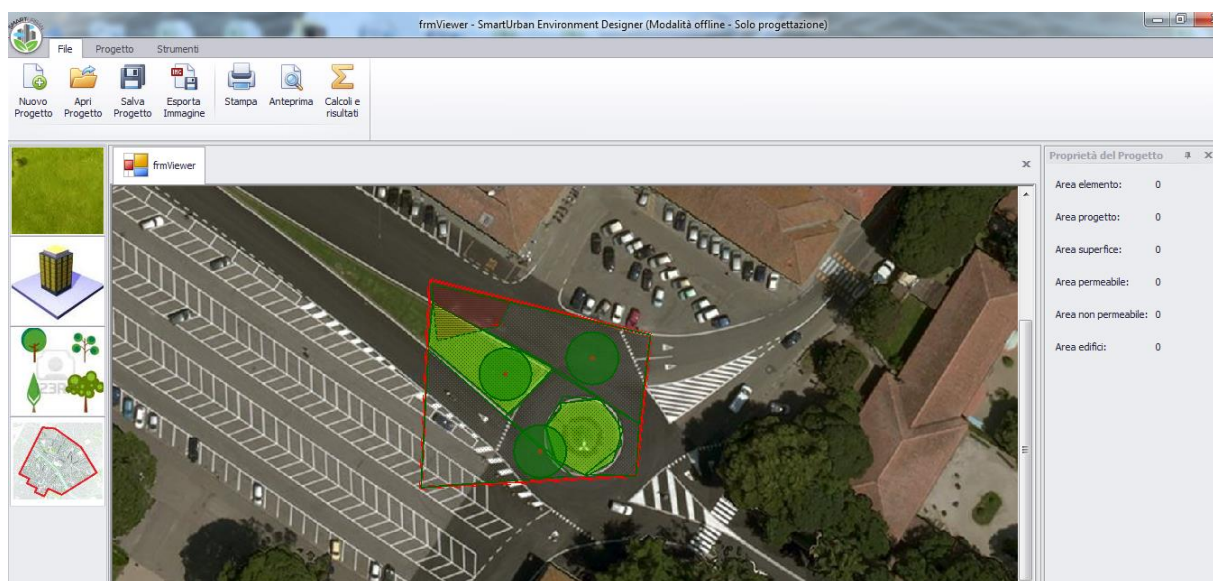 frmViewer - SmartUrban Environment Designer (Modalità offline - Solo progettazione)
File Progetto Strumenti
Nuovo Progetto
Apri Progetto
Salva Progetto
Esporta Immagine
Stampa
Anteprima
Calcoli e risultati
frmViewer
Proprietà del Progetto
Area elemento: 0
Area progetto: 0
Area superfice: 0
Area permeabile: 0
Area non permeabile: 0
Area edifici: 0